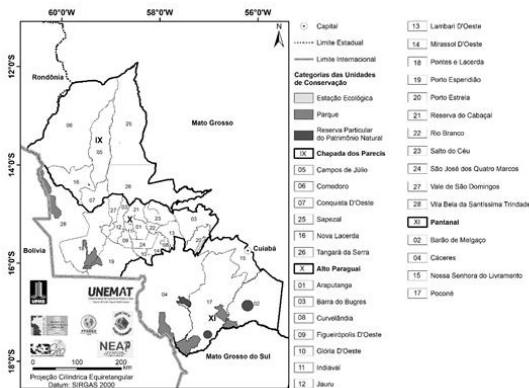 60°0'0"W 58°0'0"W 56°0'0"W
12°0'0"S
14°0'0"S
16°0'0"S
18°0'0"S
N
Rondônia
Mato Grosso
Bolívia
Cuiabá
Mato Grosso do Sul
IX
X
XI
UNEMAT
0 100 200
km
Projeção Cilíndrica Equiretangular
Datum: SIRGAS 2000
Capital
Limite Estadual
Limite Internacional
Categorias das Unidades
de Conservação
Estação Ecológica
Parque
Reserva Particular
do Patrimônio Natural
IX Chapada dos Parecis
05 Campos de Júlio
06 Comodoro
07 Conquista D'Oeste
25 Sapezal
16 Nova Lacerda
26 Tangará da Serra
X Alto Paraguai
01 Araputanga
03 Barra do Bugres
08 Curvelândia
09 Figueirópolis D'Oeste
10 Glória D'Oeste
11 Indiavaí
12 Jauru
13 Lambari D'Oeste
14 Mirassol D'Oeste
18 Pontes e Lacerda
19 Porto Esperidião
20 Porto Estrela
21 Reserva do Cabaçal
22 Rio Branco
23 Salto do Céu
24 São José dos Quatro Marcos
27 Vale de São Domingos
28 Vila Bela da Santíssima Trindade
XI Pantanal
02 Barão de Melgaço
04 Cáceres
15 Nossa Senhora do Livramento
17 Poconé